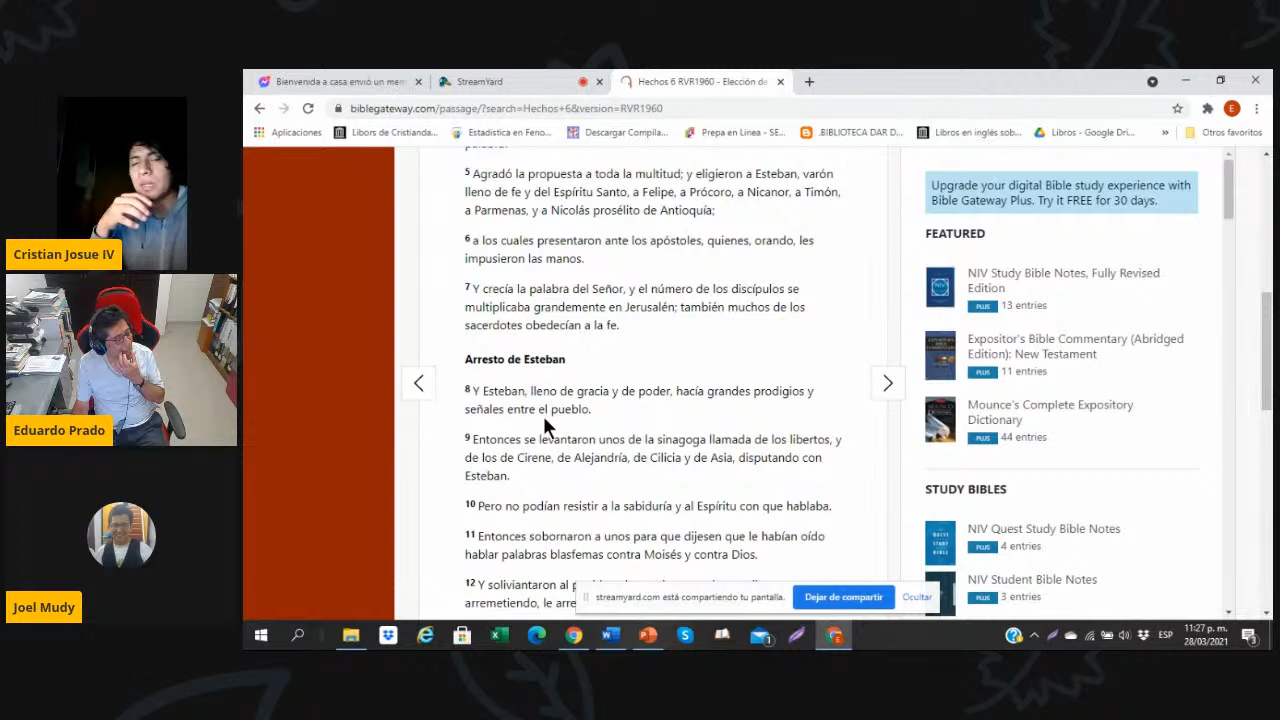 Cristian Josue IV
Eduardo Prado
Joel Mudy
Bienvenida a casa envió un men
StreamYard
Hechos 6 RVR1960 - Elección de
biblegateway.com/passage/?search=Hechos+6&version=RVR1960
Aplicaciones
Libors de Cristianda...
Estadistica en Feno...
Descargar Compila...
Prepa en Linea - SE...
.BIBLIOTECA DAR D...
Libros en inglés sob...
Libros - Google Dri...
»
Otros favoritos
palabra.
5 Agradó la propuesta a toda la multitud; y eligieron a Esteban, varón
lleno de fe y del Espíritu Santo, a Felipe, a Prócoro, a Nicanor, a Timón,
a Parmenas, y a Nicolás prosélito de Antioquía;
6 a los cuales presentaron ante los apóstoles, quienes, orando, les
impusieron las manos.
7 Y crecía la palabra del Señor, y el número de los discípulos se
multiplicaba grandemente en Jerusalén; también muchos de los
sacerdotes obedecían a la fe.
Arresto de Esteban
8 Y Esteban, lleno de gracia y de poder, hacía grandes prodigios y
señales entre el pueblo.
9 Entonces se levantaron unos de la sinagoga llamada de los libertos, y
de los de Cirene, de Alejandría, de Cilicia y de Asia, disputando con
Esteban.
10 Pero no podían resistir a la sabiduría y al Espíritu con que hablaba.
11 Entonces sobornaron a unos para que dijesen que le habían oído
hablar palabras blasfemas contra Moisés y contra Dios.
12 Y soliviantaron al
arremetiendo, le arre
Upgrade your digital Bible study experience with
Bible Gateway Plus. Try it FREE for 30 days.
FEATURED
NIV Study Bible Notes, Fully Revised
Edition
PLUS 13 entries
Expositor's Bible Commentary (Abridged
Edition): New Testament
PLUS 11 entries
Mounce's Complete Expository
Dictionary
PLUS 44 entries
STUDY BIBLES
NIV Quest Study Bible Notes
PLUS 4 entries
NIV Student Bible Notes
PLUS 3 entries
streamyard.com está compartiendo tu pantalla.
Dejar de compartir
Ocultar
ESP
11:27 p. m.
28/03/2021